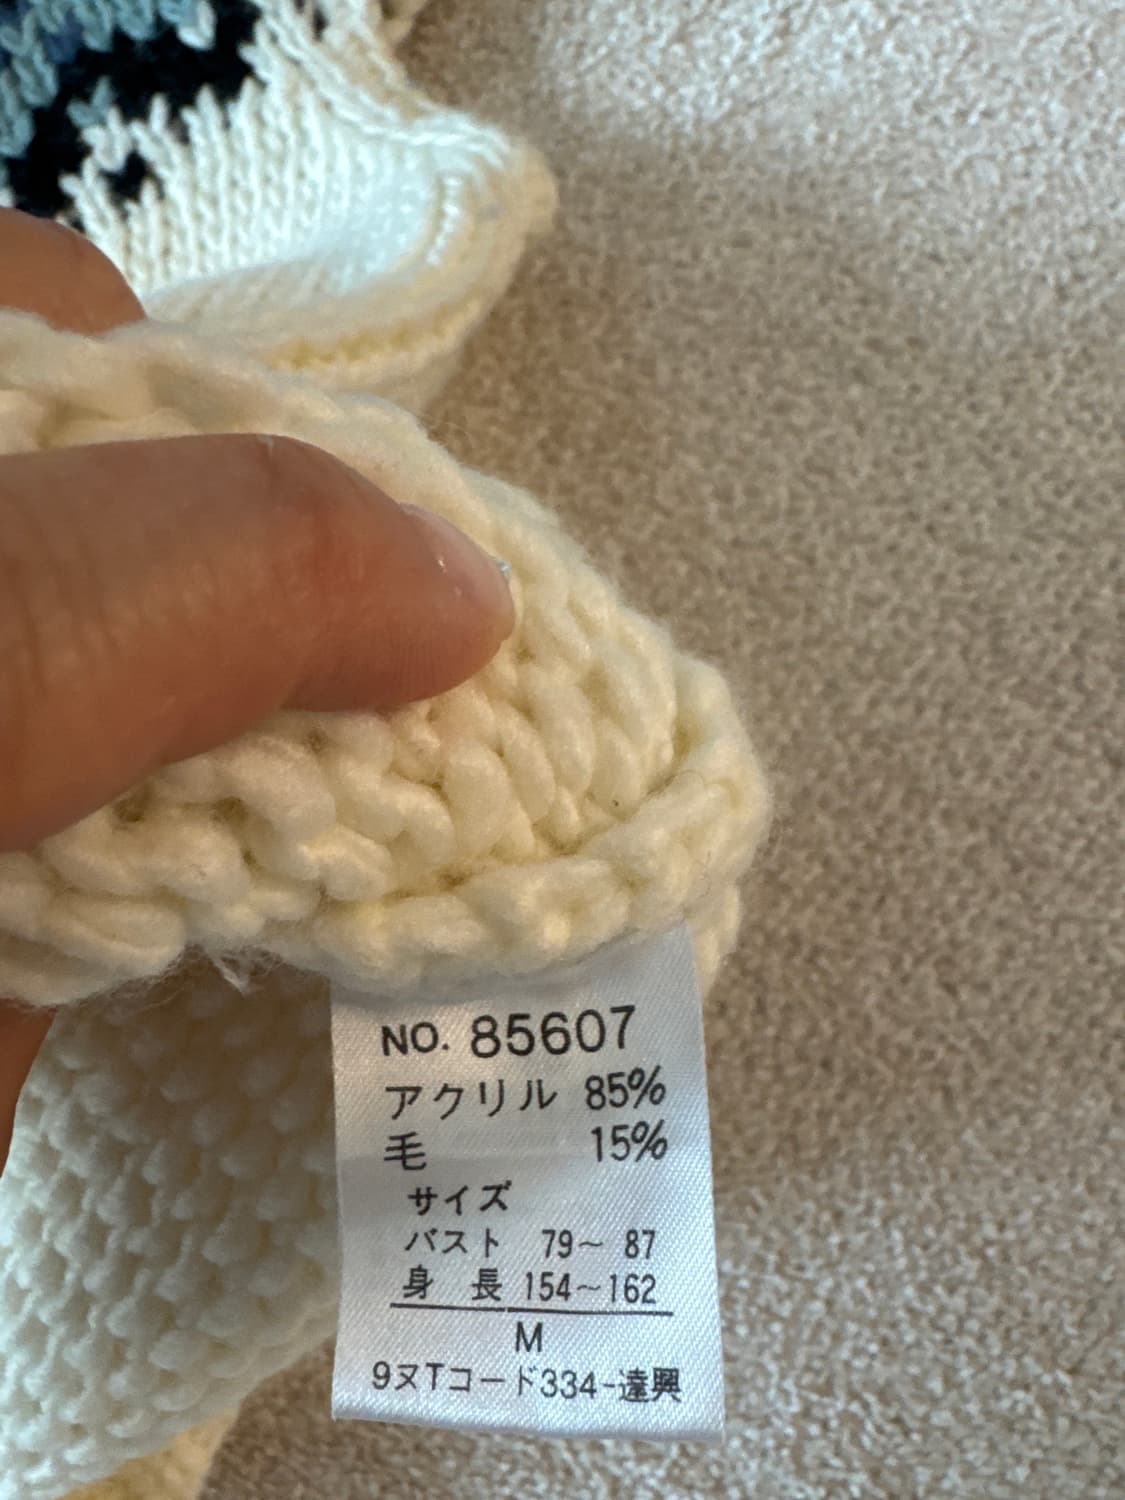 NO. 85607
アクリル 85%
毛 15%
サイズ
バスト 79～ 87
身 長 154～162
M
9ヌTコード334-達興